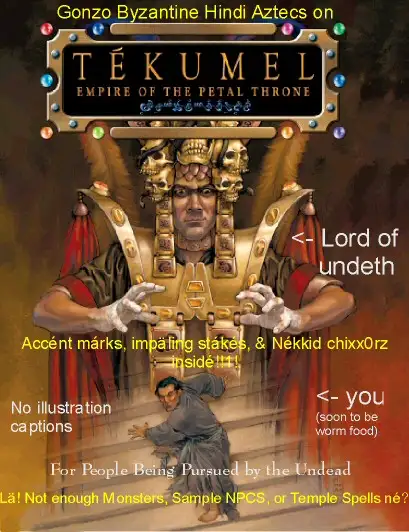 Gonzo Byzantine Hindi Aztecs on
TÉKUMEL
EMPIRE OF THE PETAL THRONE
<- Lord of
undeth
Accént márks, impäling stákes, & Nékkid chixx0rz
insidé!!1!
No illustration
captions
<- you
(soon to be
worm food)
For People Being Pursued by the Undead
Lä! Not enough Monsters, Sample NPCS, or Temple Spells né?